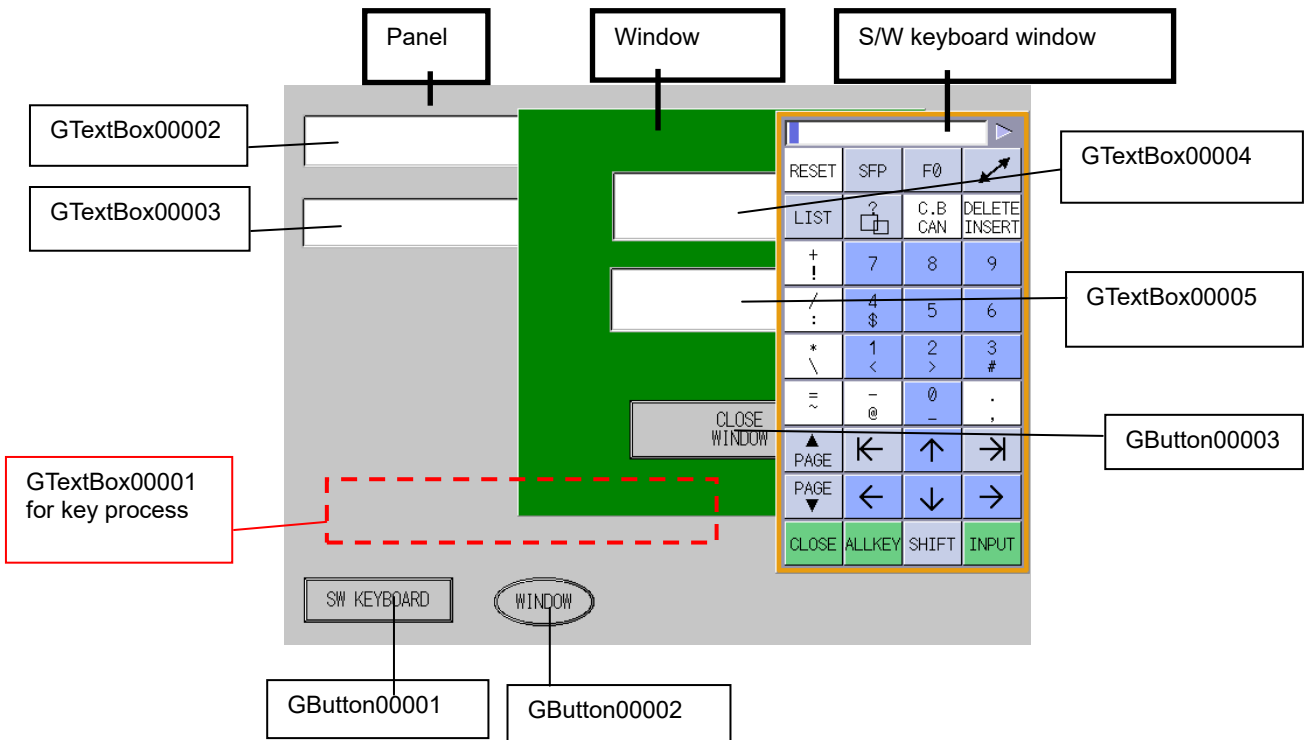 Panel
Window
S/W keyboard window
GTextBox00002
GTextBox00003
GTextBox00004
GTextBox00005
GButton00003
GTextBox00001
for key process
RESET SFP F0
LIST ? C.B CAN DELETE INSERT
+ ! 7 8 9
/ : 4 $ 5 6
* \ 1 < 2 > 3 #
= ~ - @ 0 _ . ,
▲ PAGE |← ↑ →|
PAGE ▼ ← ↓ →
CLOSE ALLKEY SHIFT INPUT
CLOSE
WINDOW
SW KEYBOARD
WINDOW
GButton00001
GButton00002